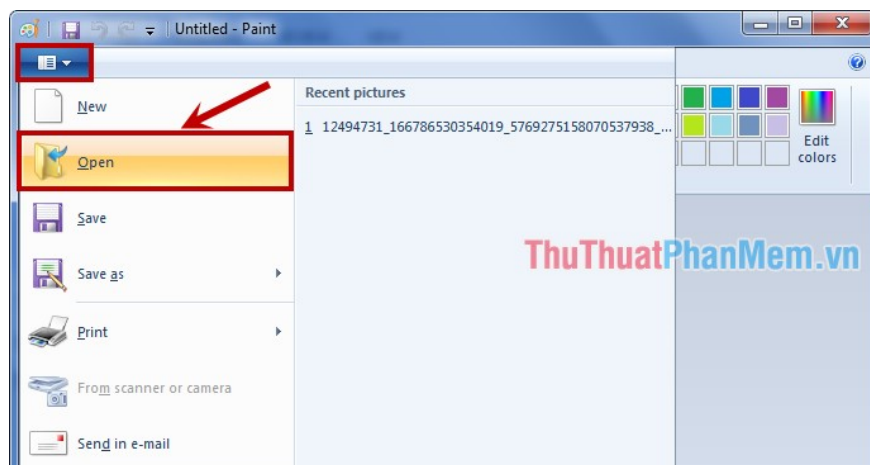 Untitled - Paint
Recent pictures
New
1 12494731_166786530354019_5769275158070537938_...
Open
Edit
colors
Save
ThuThuatPhanMem.vn
Save as
Print
From scanner or camera
Send in e-mail